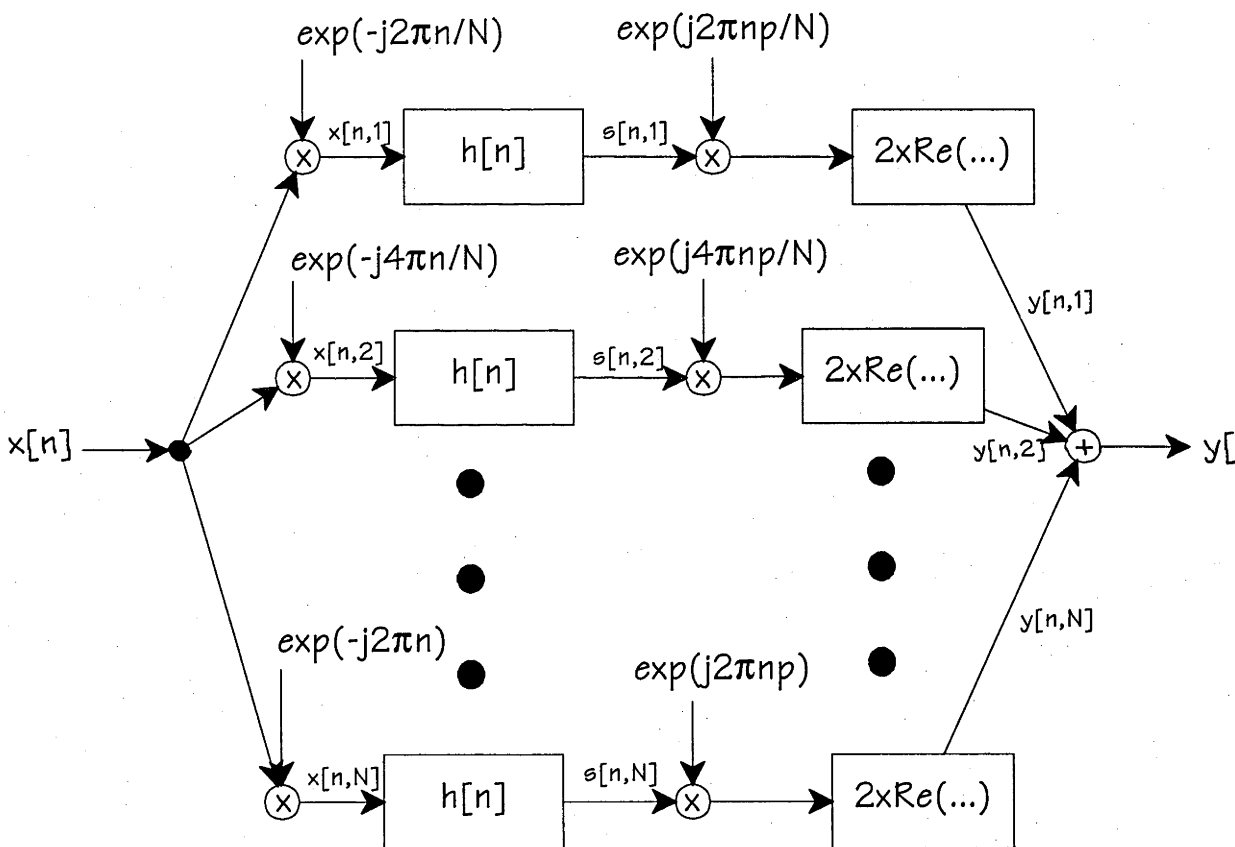 exp(-j2πn/N)
exp(j2πnp/N)
x[n,1]
h[n]
s[n,1]
x
x
2xRe(...)
exp(-j4πn/N)
exp(j4πnp/N)
y[n,1]
x[n,2]
h[n]
s[n,2]
x
x
2xRe(...)
x[n]
y[n,2]
+
y[
exp(-j2πn)
exp(j2πnp)
y[n,N]
x[n,N]
h[n]
s[n,N]
x
x
2xRe(...)